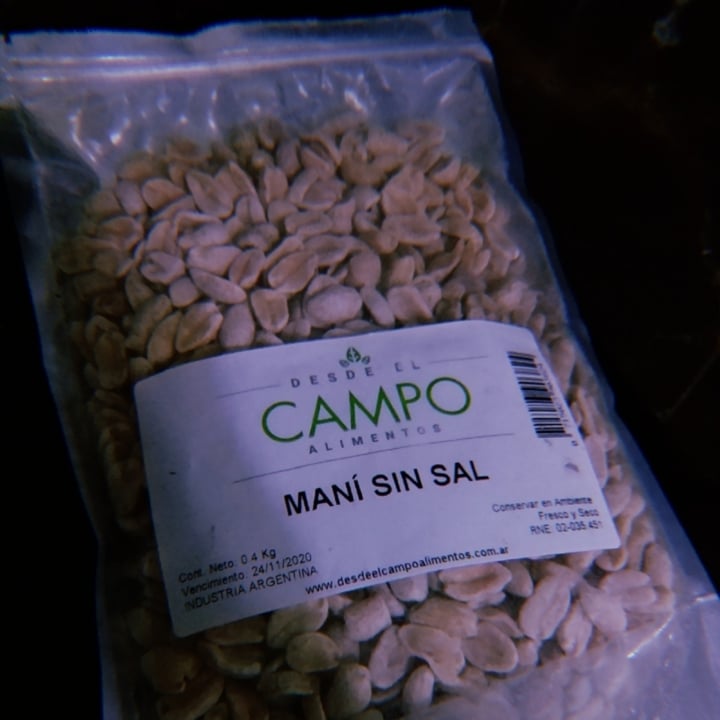 DESDE EL
CAMPO
ALIMENTOS
MANÍ SIN SAL
Conservar en Ambiente
Fresco y Seco
RNE: 02-035.451
Cont. Neto: 0.4 Kg
Vencimiento: 24/11/2020
INDUSTRIA ARGENTINA
www.desdeelcampoalimentos.com.ar